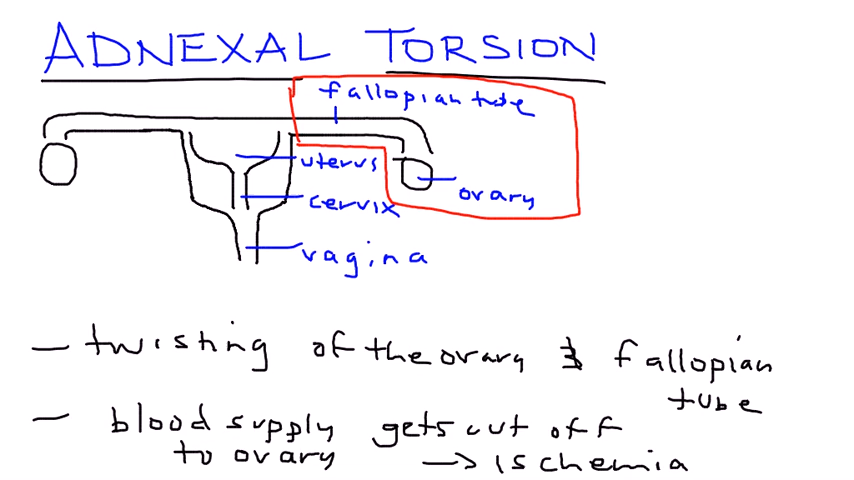 ADNEXAL TORSION
fallopian tube
uterus
ovary
cervix
vagina
— twisting of the ovary & fallopian
tube
— blood supply gets cut off
to ovary → ischemia